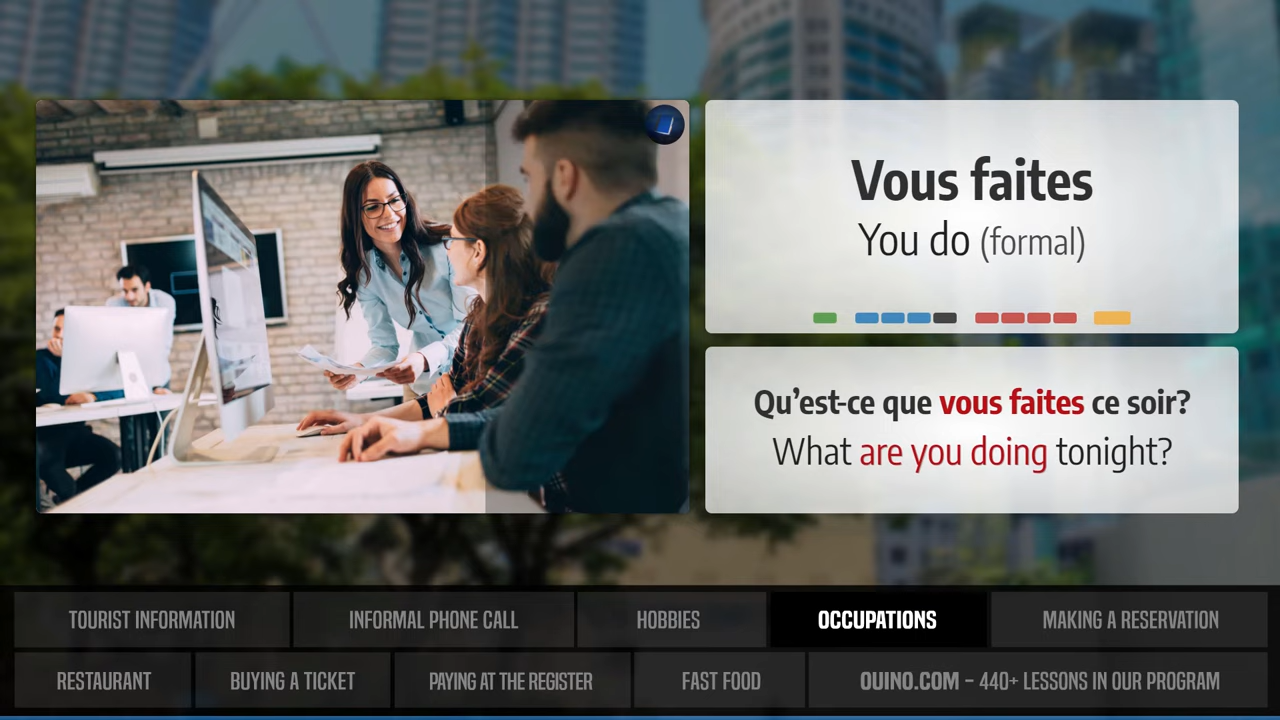 Vous faites
You do (formal)
Qu’est-ce que vous faites ce soir?
What are you doing tonight?
TOURIST INFORMATION
INFORMAL PHONE CALL
HOBBIES
OCCUPATIONS
MAKING A RESERVATION
RESTAURANT
BUYING A TICKET
PAYING AT THE REGISTER
FAST FOOD
OUINO.COM – 440+ LESSONS IN OUR PROGRAM